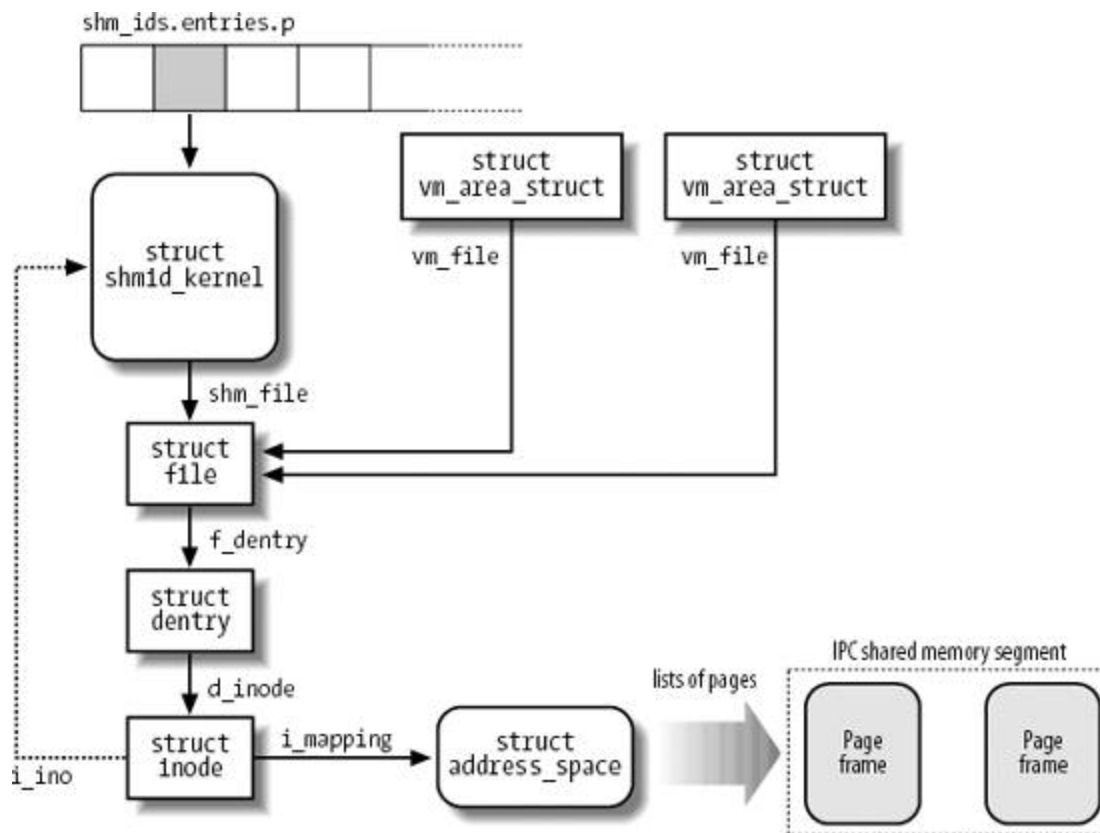 shm_ids.entries.p
struct
vm_area_struct
struct
vm_area_struct
struct
shmid_kernel
vm_file
vm_file
shm_file
struct
file
f_dentry
struct
dentry
d_inode
struct
inode
i_mapping
i_ino
struct
address_space
lists of pages
IPC shared memory segment
Page
frame
Page
frame